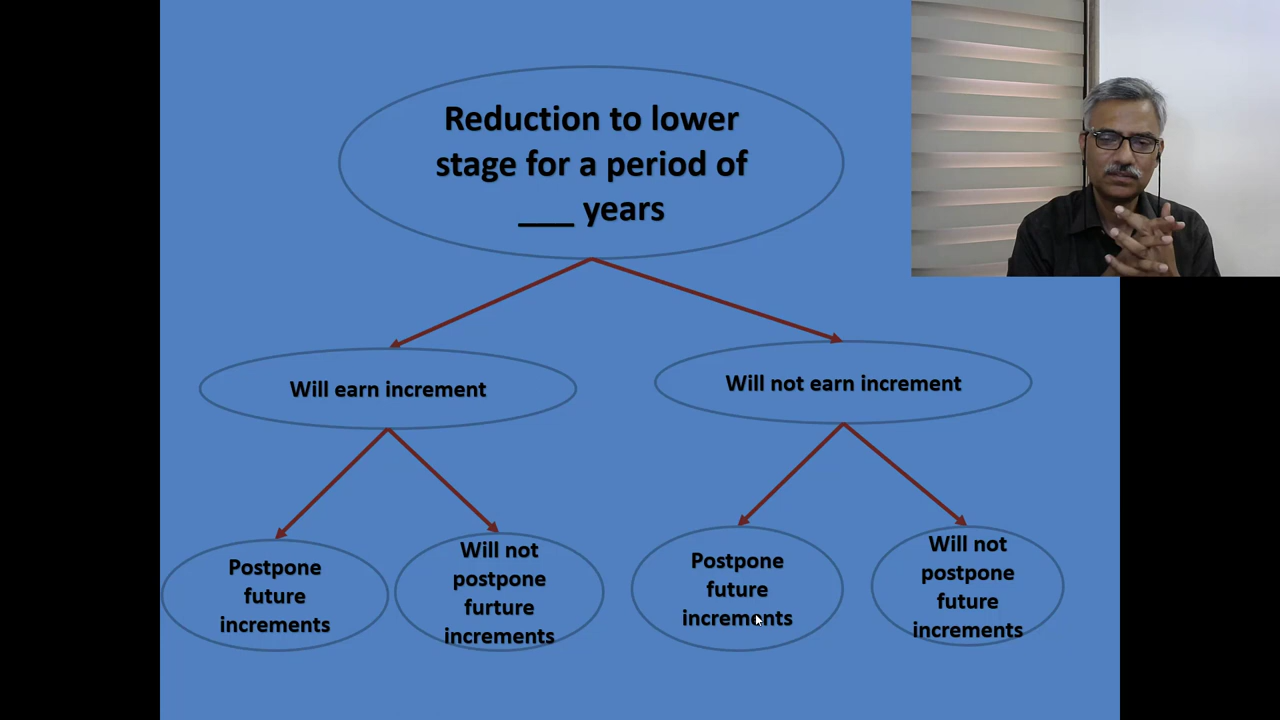 Reduction to lower
stage for a period of
___ years
Will earn increment
Will not earn increment
Postpone
future
increments
Will not
postpone
furture
increments
Postpone
future
increments
Will not
postpone
future
increments